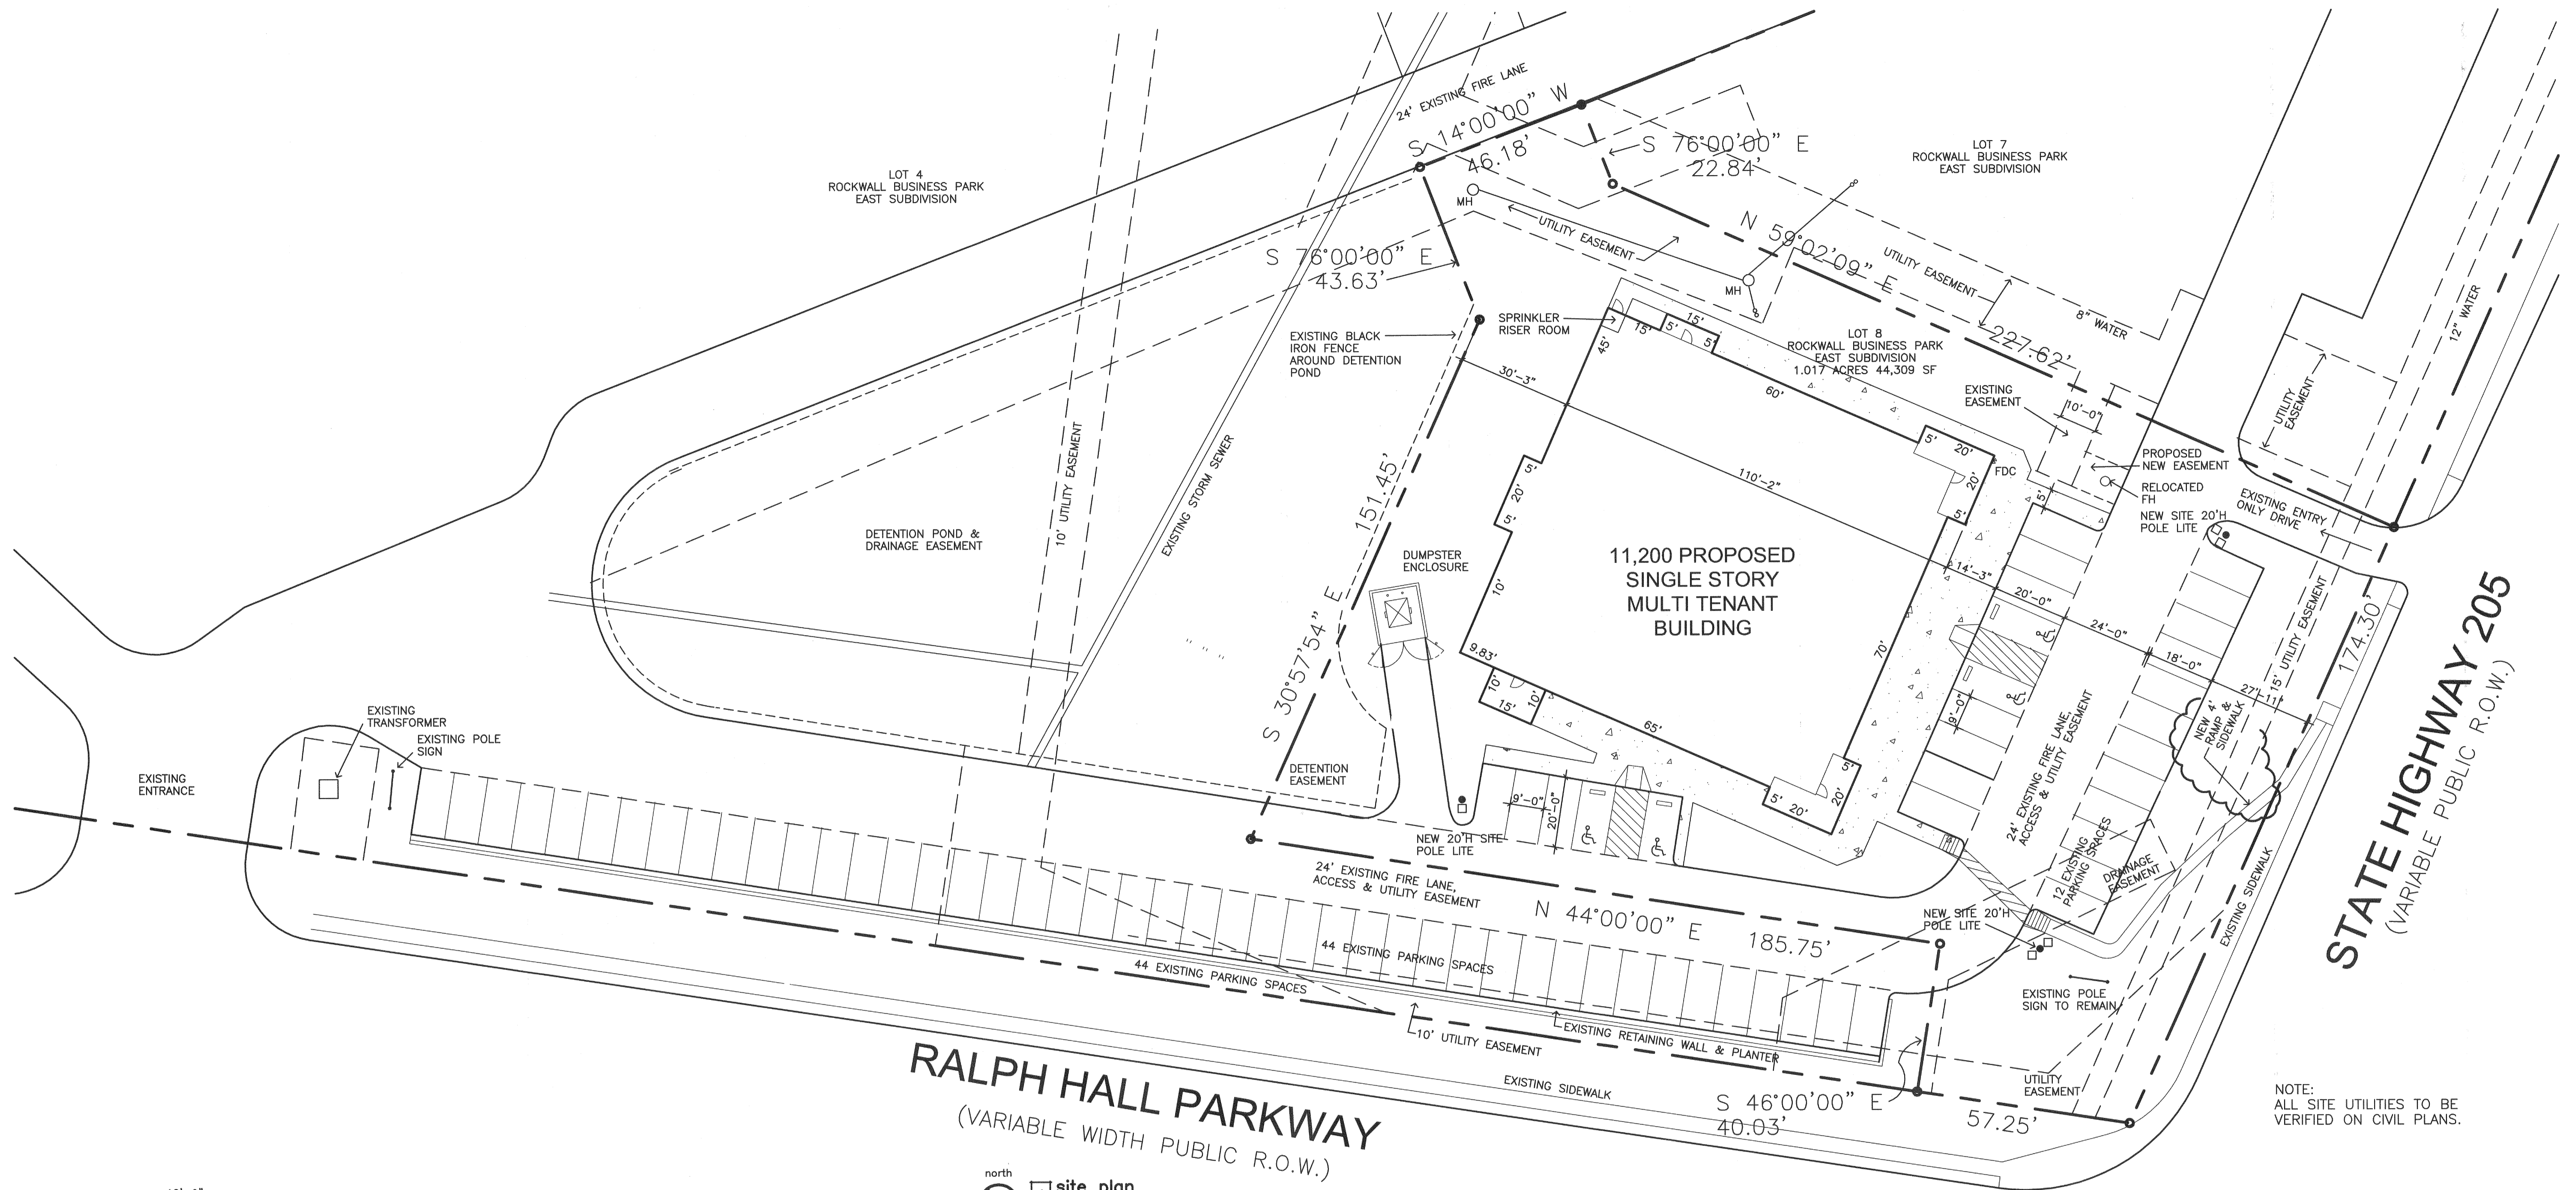 24' EXISTING FIRE LANE
S 14°00'00" W
46.18'
S 76°00'00" E
22.84'
LOT 7
ROCKWALL BUSINESS PARK
EAST SUBDIVISION
LOT 4
ROCKWALL BUSINESS PARK
EAST SUBDIVISION
MH
UTILITY EASEMENT
N 59°02'09" E
227.62'
UTILITY EASEMENT
8" WATER
12" WATER
S 76°00'00" E
43.63'
MH
SPRINKLER
RISER ROOM
EXISTING BLACK
IRON FENCE
AROUND DETENTION
POND
LOT 8
ROCKWALL BUSINESS PARK
EAST SUBDIVISION
1.017 ACRES 44,309 SF
15'
5'
15'
5'
45'
60'
30'-3"
EXISTING
EASEMENT
10'-0"
UTILITY
EASEMENT
PROPOSED
NEW EASEMENT
RELOCATED
FH
NEW SITE 20'H
POLE LITE
EXISTING ENTRY
ONLY DRIVE
5'
20'
FDC
20'
5'
5'
110'-2"
5'
20'
5'
10'
151.45'
S 30°57'54" E
10' UTILITY EASEMENT
EXISTING STORM SEWER
DETENTION POND &
DRAINAGE EASEMENT
DUMPSTER
ENCLOSURE
11,200 PROPOSED
SINGLE STORY
MULTI TENANT
BUILDING
14'-3"
20'-0"
24'-0"
18'-0"
27'-11"
15' UTILITY EASEMENT
174.30'
STATE HIGHWAY 205
(VARIABLE PUBLIC R.O.W.)
9.83'
10'
15'
10'
65'
70'
9'-0"
5'
20'
5'
20'
NEW 4'
RAMP &
SIDEWALK
24' EXISTING FIRE LANE,
ACCESS & UTILITY EASEMENT
12 EXISTING
PARKING SPACES
DRAINAGE
EASEMENT
EXISTING SIDEWALK
EXISTING
TRANSFORMER
EXISTING POLE
SIGN
EXISTING
ENTRANCE
DETENTION
EASEMENT
9'-0"
20'-0"
NEW 20'H SITE
POLE LITE
24' EXISTING FIRE LANE,
ACCESS & UTILITY EASEMENT
N 44°00'00" E
185.75'
NEW SITE 20'H
POLE LITE
44 EXISTING PARKING SPACES
44 EXISTING PARKING SPACES
EXISTING POLE
SIGN TO REMAIN
10' UTILITY EASEMENT
EXISTING RETAINING WALL & PLANTER
EXISTING SIDEWALK
RALPH HALL PARKWAY
(VARIABLE WIDTH PUBLIC R.O.W.)
S 46°00'00" E
40.03'
UTILITY
EASEMENT
57.25'
NOTE:
ALL SITE UTILITIES TO BE
VERIFIED ON CIVIL PLANS.
north
site plan